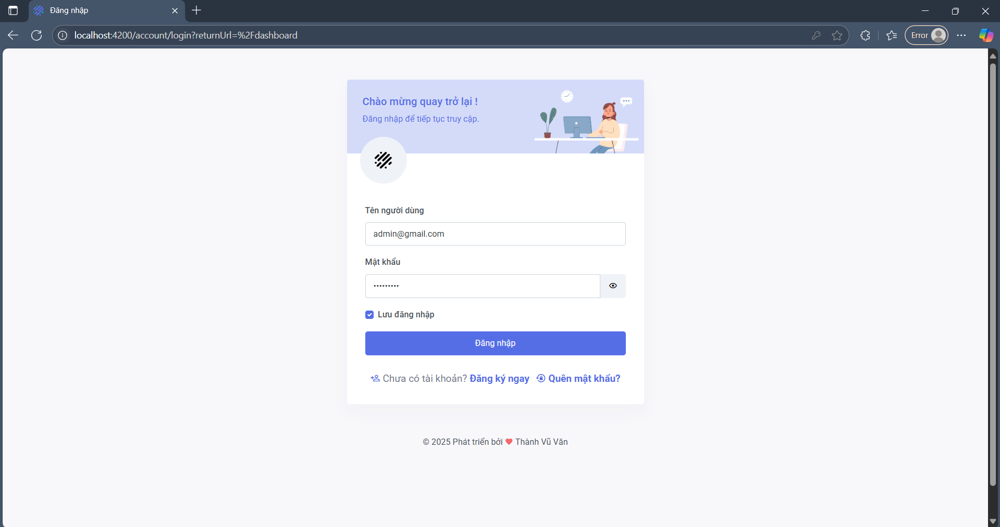 Đăng nhập
localhost:4200/account/login?returnUrl=%2Fdashboard
Error
Chào mừng quay trở lại !
Đăng nhập để tiếp tục truy cập.
Tên người dùng
admin@gmail.com
Mật khẩu
•••••••••
Lưu đăng nhập
Đăng nhập
Chưa có tài khoản? Đăng ký ngay Quên mật khẩu?
© 2025 Phát triển bởi ❤ Thành Vũ Văn